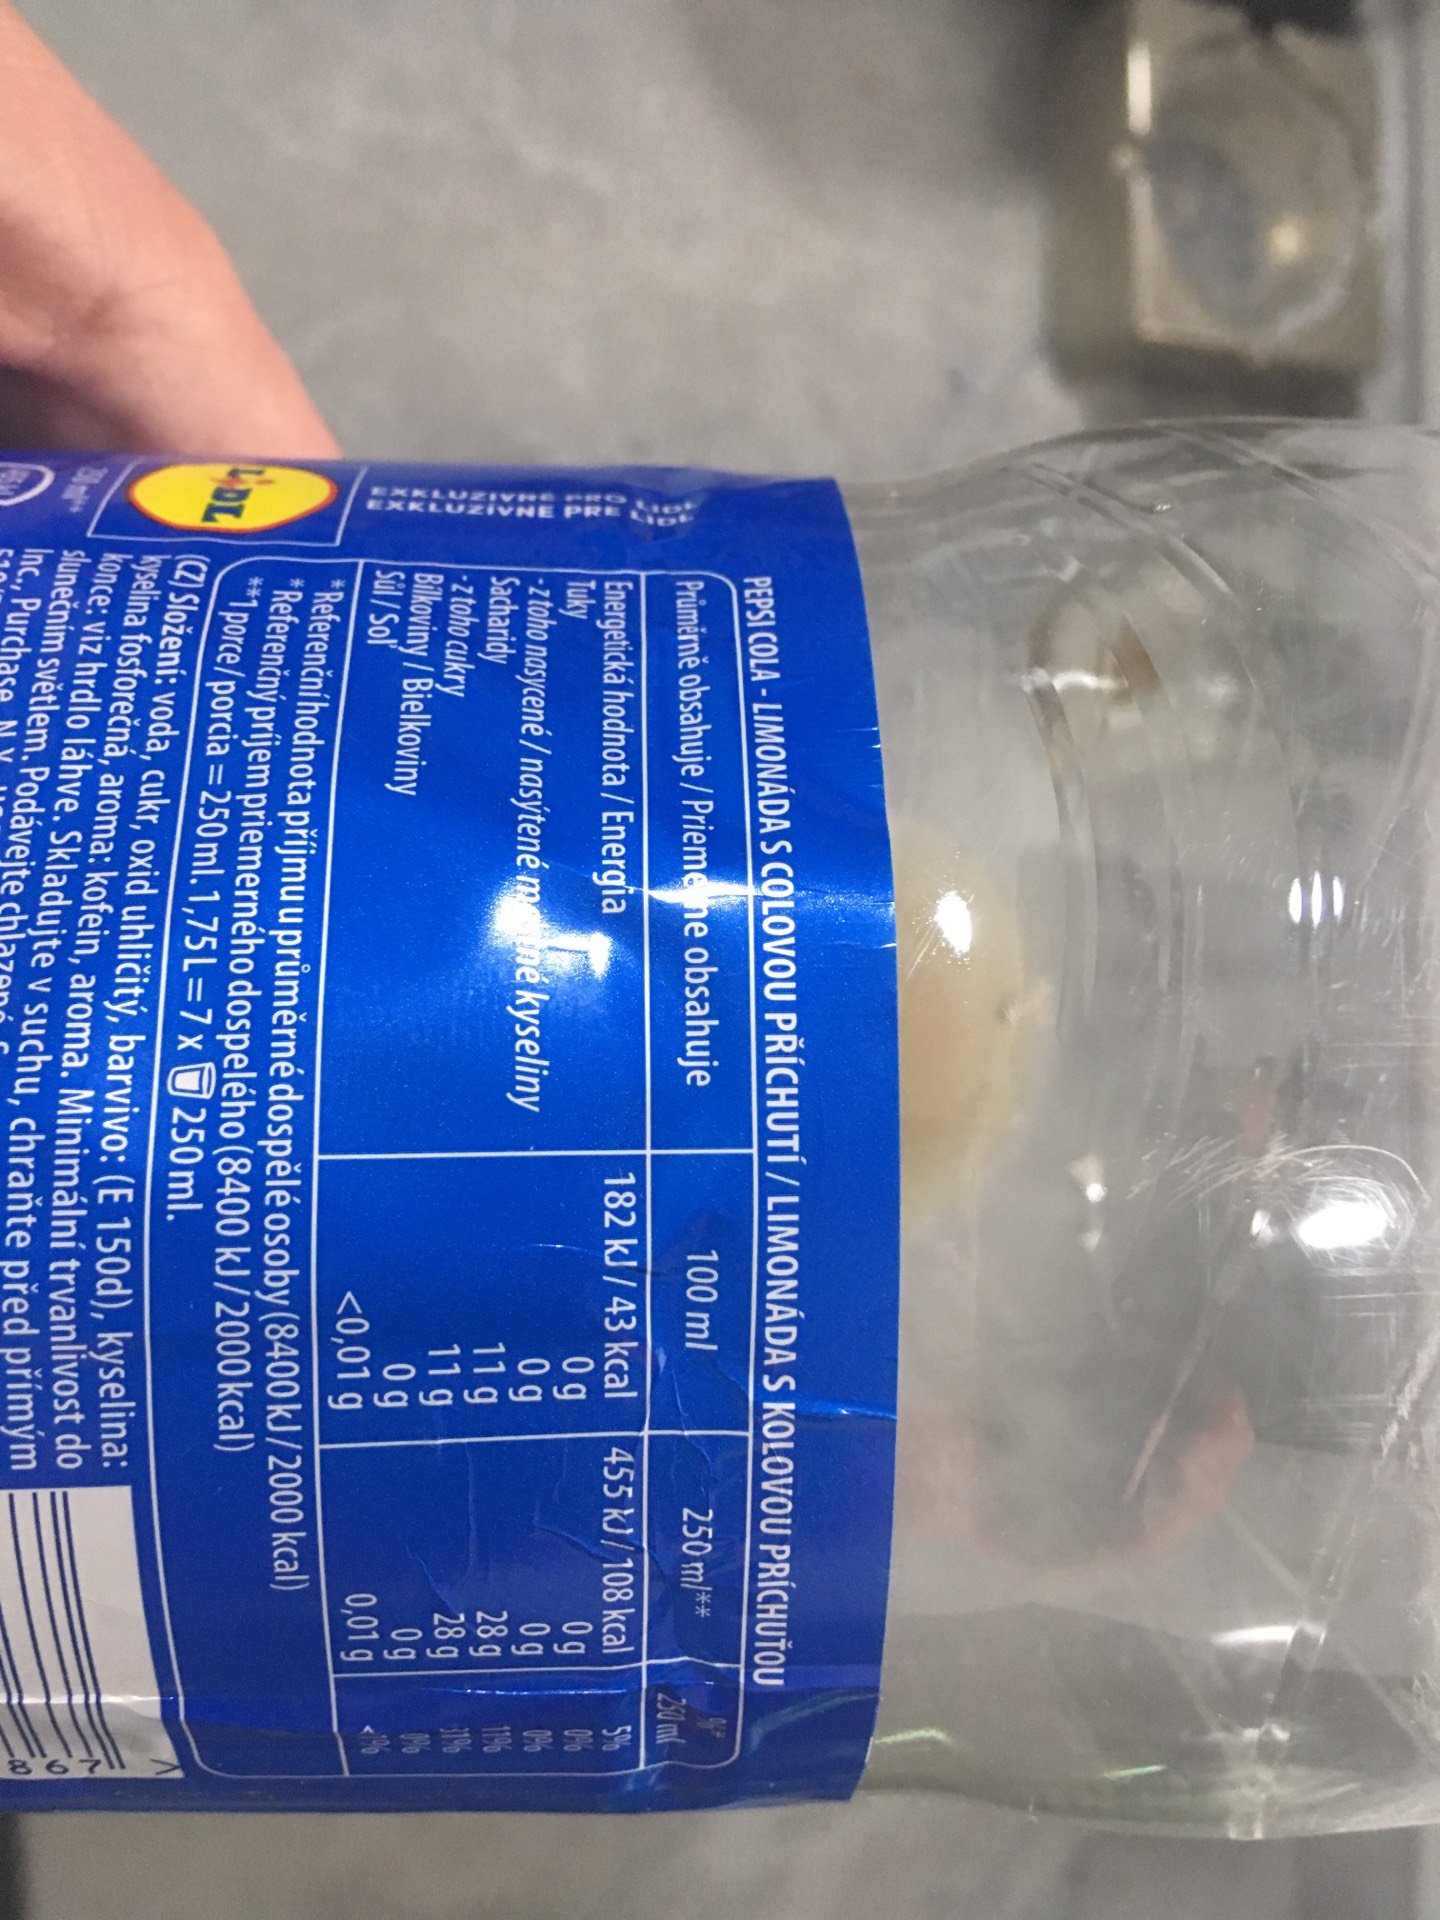 PEPSI COLA - LIMONÁDA S COLOVOU PŘÍCHUTÍ / LIMONÁDA S KOLOVOU PRÍCHUŤOU
Průměrně obsahuje / Priemerne obsahuje 100 ml 250 ml** %* 250 ml
Energetická hodnota / Energia 182 kJ / 43 kcal 455 kJ / 108 kcal 5%
Tuky 0 g 0 g 0%
- z toho nasycené / nasýtené mastné kyseliny 0 g 0 g 0%
Sacharidy 11 g 28 g 11%
- z toho cukry 11 g 28 g 31%
Bílkoviny / Bielkoviny 0 g 0 g 0%
Sůl / Soľ <0,01 g 0,01 g <1%
*Referenční hodnota příjmu u průměrné dospělé osoby (8400 kJ / 2000 kcal)
*Referenčný príjem priemerného dospelého (8400 kJ / 2000 kcal)
**1 porce / porcia = 250 ml. 1,75 L = 7 x 250 ml.
EXKLUZIVNĚ PRO LIDL
EXKLUZÍVNE PRE LIDL
LIDL
(CZ) Složení: voda, cukr, oxid uhličitý, barvivo: (E 150d), kyselina:
kyselina fosforečná, aroma: kofein, aroma. Minimální trvanlivost do
konce: viz hrdlo láhve. Skladujte v suchu, chraňte před přímým
slunečním světlem. Podávejte chlazené.
Inc., Purchase, N.Y.
250 ml**
867 >